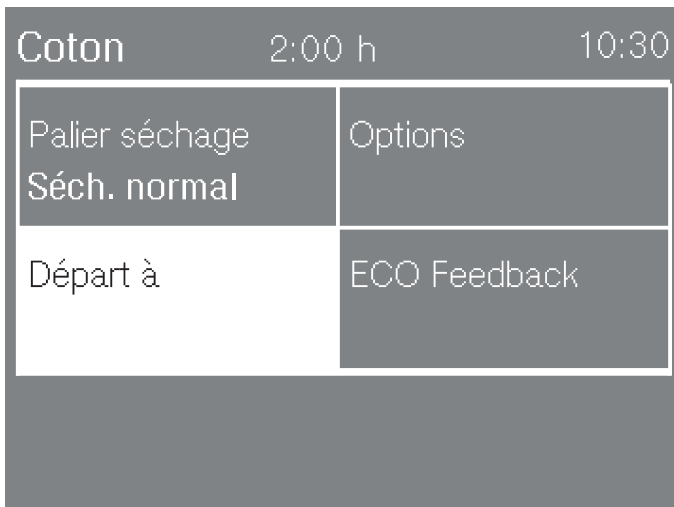 Coton 2:00 h 10:30
Palier séchage
Séch. normal
Options
Départ à
ECO Feedback